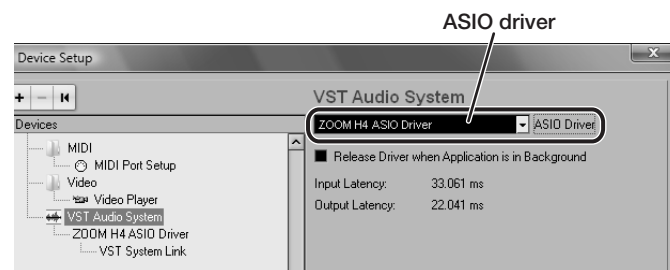 ASIO driver
Device Setup
VST Audio System
Devices
ZOOM H4 ASIO Driver
ASIO Driver
MIDI
MIDI Port Setup
Video
Video Player
VST Audio System
ZOOM H4 ASIO Driver
VST System Link
Release Driver when Application is in Background
Input Latency: 33.061 ms
Output Latency: 22.041 ms